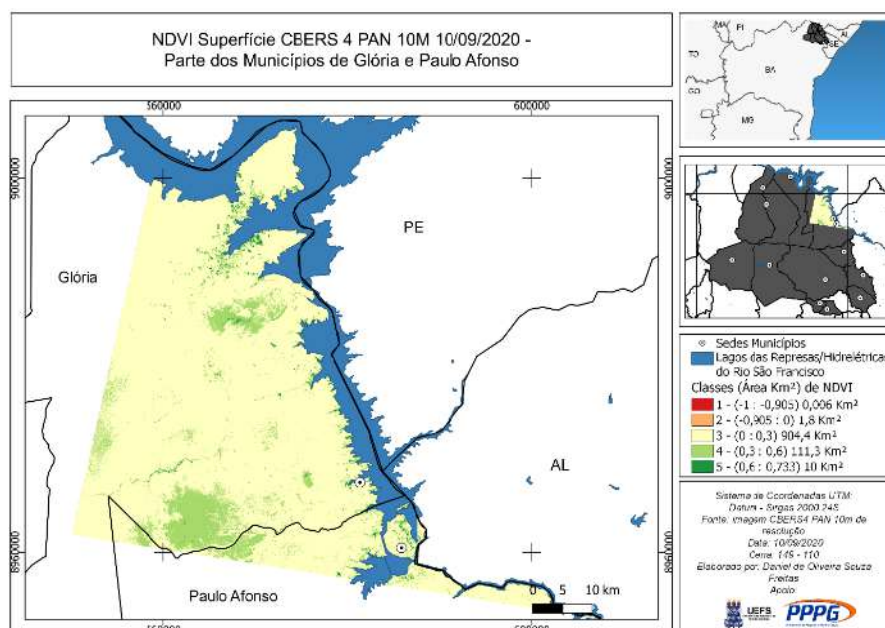 NDVI Superfície CBERS 4 PAN 10M 10/09/2020 -
Parte dos Municípios de Glória e Paulo Afonso
560000
600000
9000000
9000000
PE
Glória
AL
8960000
8960000
Paulo Afonso
0 5 10 km
560000
600000
MA
PI
AL
SE
TO
BA
GO
MG
Sedes Municípios
Lagos das Represas/Hidrelétricas
do Rio São Francisco
Classes (Área Km²) de NDVI
1 - (-1 : -0,905) 0,006 Km²
2 - (-0,905 : 0) 1,8 Km²
3 - (0 : 0,3) 904,4 Km²
4 - (0,3 : 0,6) 111,3 Km²
5 - (0,6 : 0,733) 10 Km²
Sistema de Coordenadas UTM:
Datum - Sirgas 2000 24S
Fonte: Imagem CBERS4 PAN 10m de
resolução
Data: 10/09/2020
Cena: 149 - 110
Elaborado por: Daniel de Oliveira Souza
Freitas
Apoio:
UEFS
PPPG